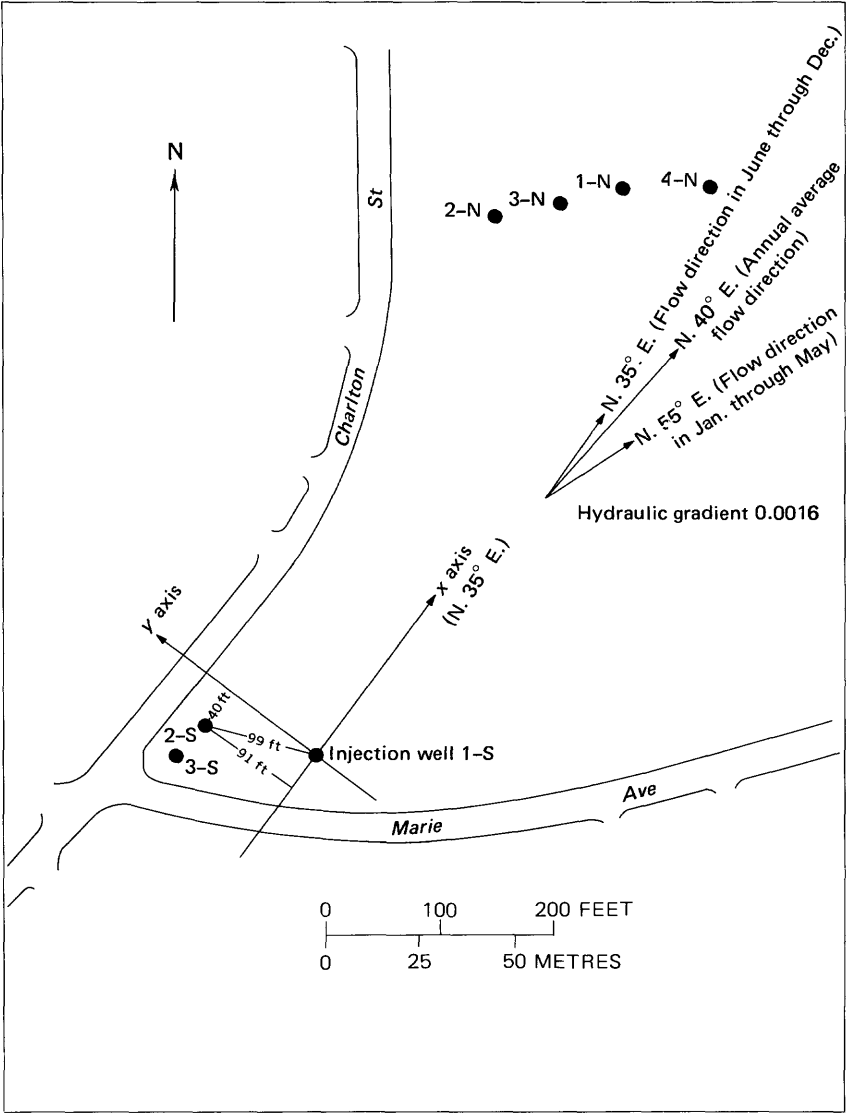 N
St
Charlton
2-N
3-N
1-N
4-N
N. 35° E. (Flow direction in June through Dec.)
N. 40° E. (Annual average
flow direction)
N. 55° E. (Flow direction
in Jan. through May)
Hydraulic gradient 0.0016
x axis
(N. 35° E.)
y axis
40 ft
2-S
99 ft
91 ft
3-S
Injection well 1-S
Marie
Ave
0 100 200 FEET
0 25 50 METRES